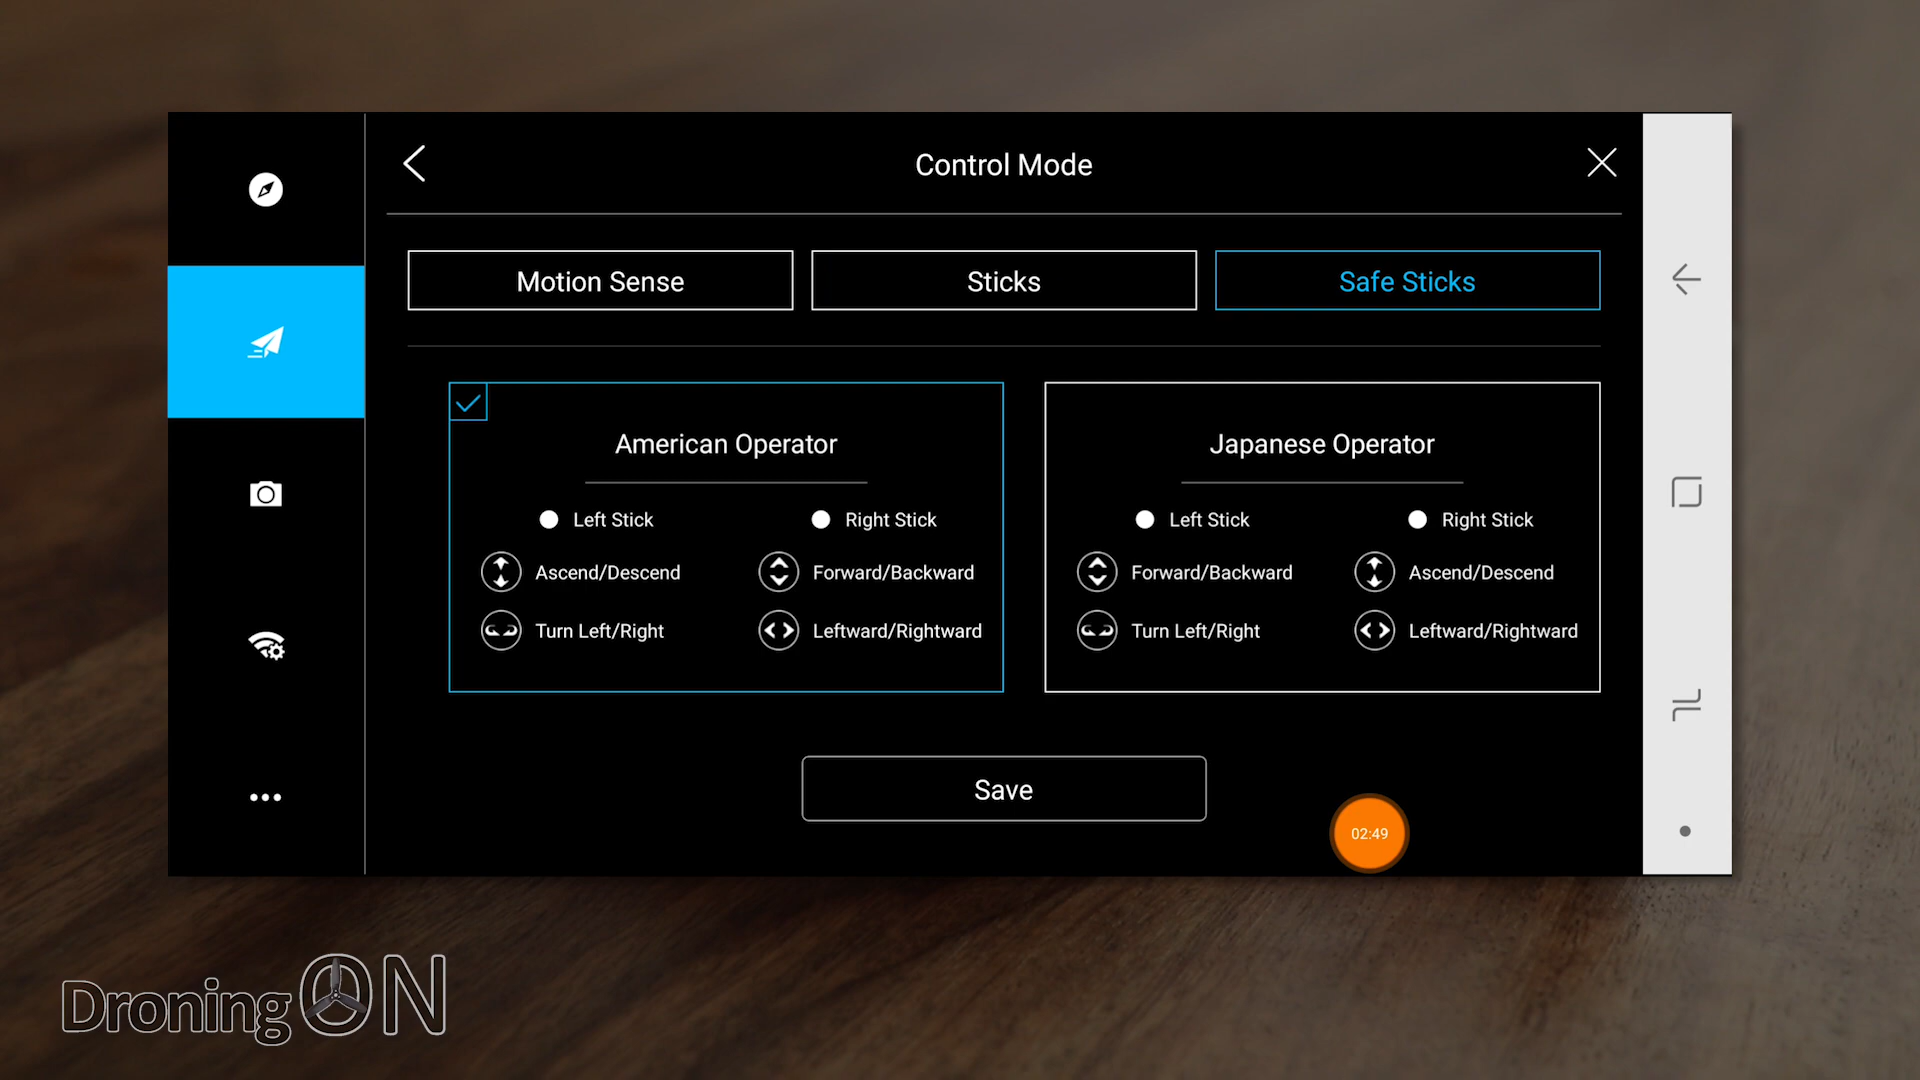 Control Mode
Motion Sense Sticks Safe Sticks
American Operator
Left Stick Right Stick
Ascend/Descend Forward/Backward
Turn Left/Right Leftward/Rightward
Japanese Operator
Left Stick Right Stick
Forward/Backward Ascend/Descend
Turn Left/Right Leftward/Rightward
Save
02:49
DroningON